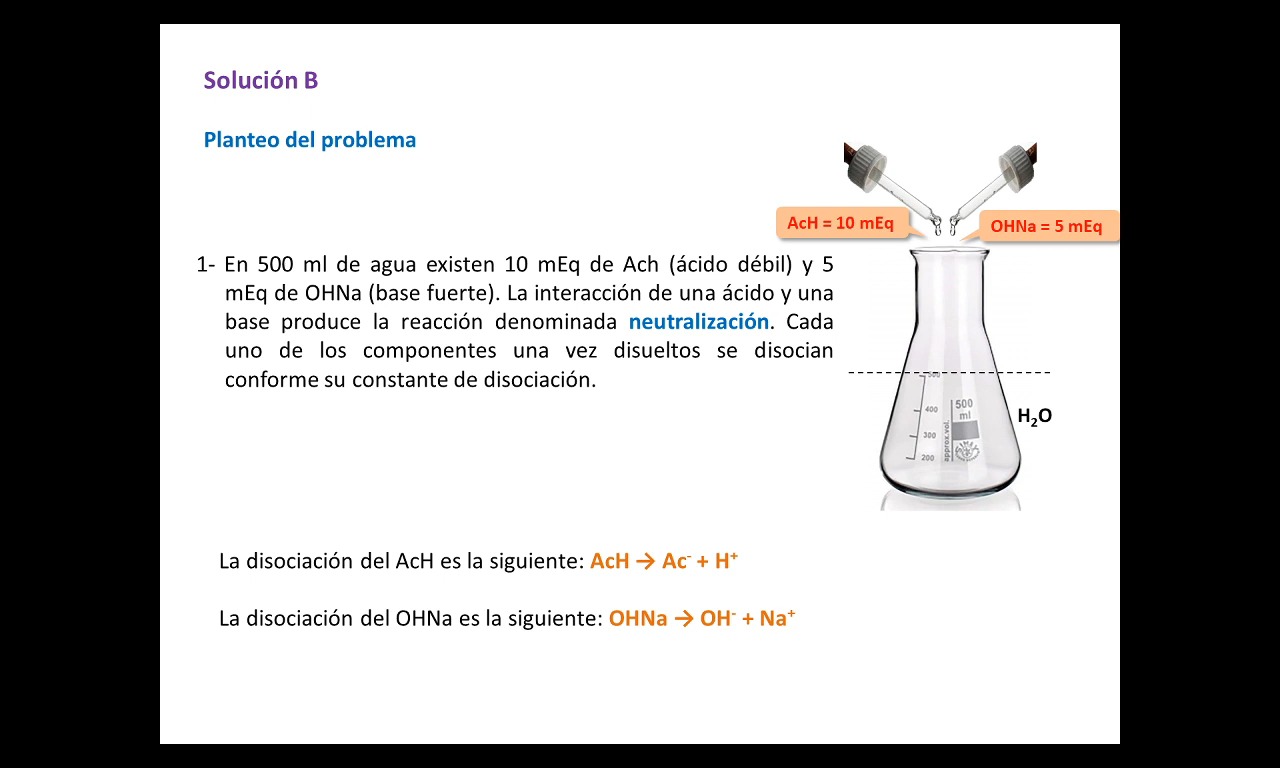 Solución B
Planteo del problema
AcH = 10 mEq
OHNa = 5 mEq
1- En 500 ml de agua existen 10 mEq de Ach (ácido débil) y 5
mEq de OHNa (base fuerte). La interacción de una ácido y una
base produce la reacción denominada neutralización. Cada
uno de los componentes una vez disueltos se disocian
conforme su constante de disociación.
500
400
300
200
approx.vol.
500
ml
H₂O
La disociación del AcH es la siguiente: AcH → Ac⁻ + H⁺
La disociación del OHNa es la siguiente: OHNa → OH⁻ + Na⁺